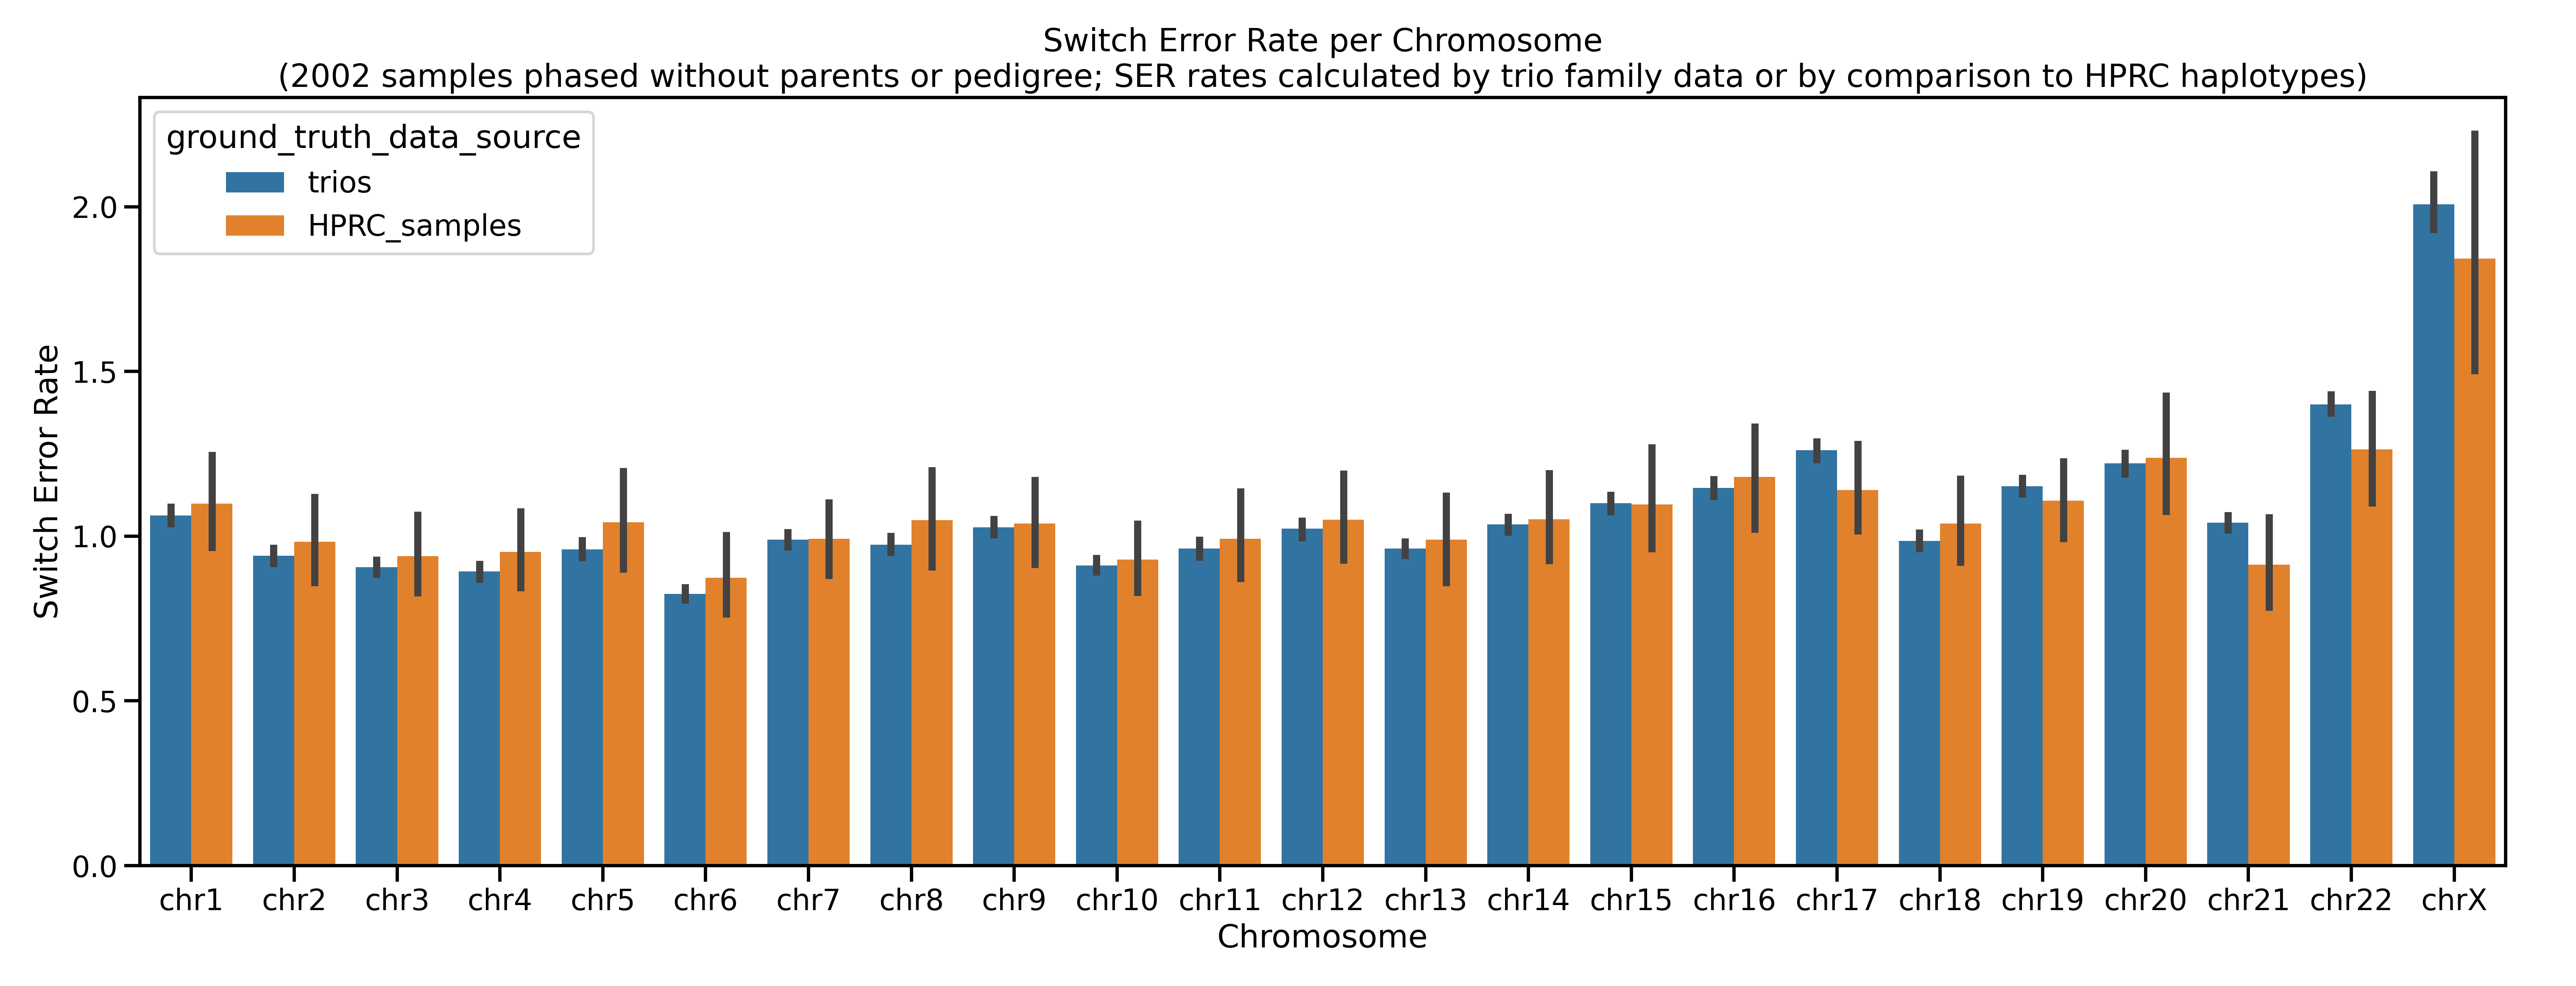 Switch Error Rate per Chromosome
(2002 samples phased without parents or pedigree; SER rates calculated by trio family data or by comparison to HPRC haplotypes)
ground_truth_data_source
trios
HPRC_samples
Switch Error Rate
2.0
1.5
1.0
0.5
0.0
chr1 chr2 chr3 chr4 chr5 chr6 chr7 chr8 chr9 chr10 chr11 chr12 chr13 chr14 chr15 chr16 chr17 chr18 chr19 chr20 chr21 chr22 chrX
Chromosome